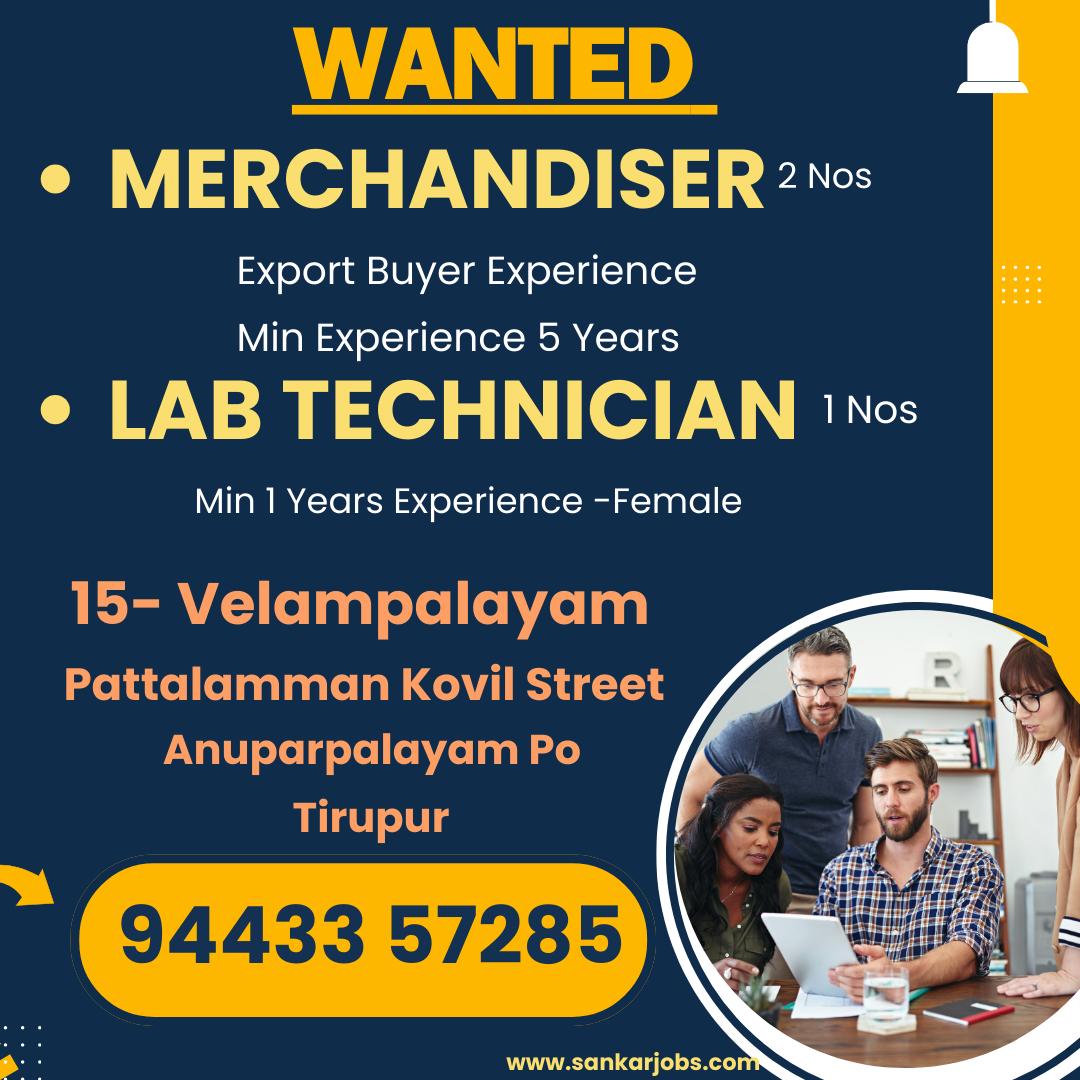 WANTED
MERCHANDISER 2 Nos
Export Buyer Experience
Min Experience 5 Years
LAB TECHNICIAN 1 Nos
Min 1 Years Experience -Female
15- Velampalayam
Pattalamman Kovil Street
Anuparpalayam Po
Tirupur
R
94433 57285
www.sankarjobs.com